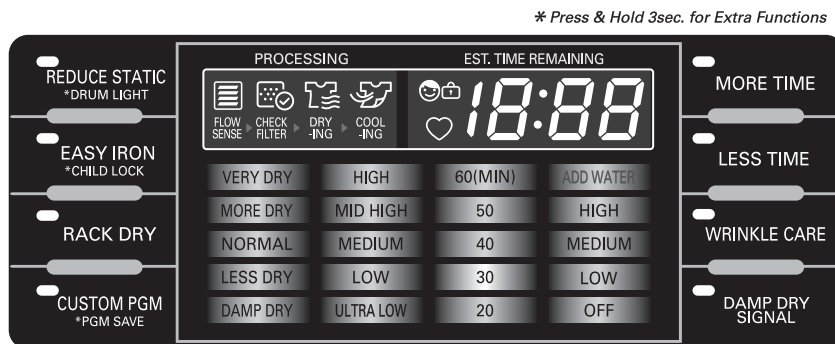 * Press & Hold 3sec. for Extra Functions
REDUCE STATIC
*DRUM LIGHT
EASY IRON
*CHILD LOCK
RACK DRY
CUSTOM PGM
*PGM SAVE
PROCESSING
EST. TIME REMAINING
FLOW SENSE
CHECK FILTER
DRY -ING
COOL -ING
18:88
VERY DRY HIGH 60(MIN) ADD WATER
MORE DRY MID HIGH 50 HIGH
NORMAL MEDIUM 40 MEDIUM
LESS DRY LOW 30 LOW
DAMP DRY ULTRA LOW 20 OFF
MORE TIME
LESS TIME
WRINKLE CARE
DAMP DRY
SIGNAL